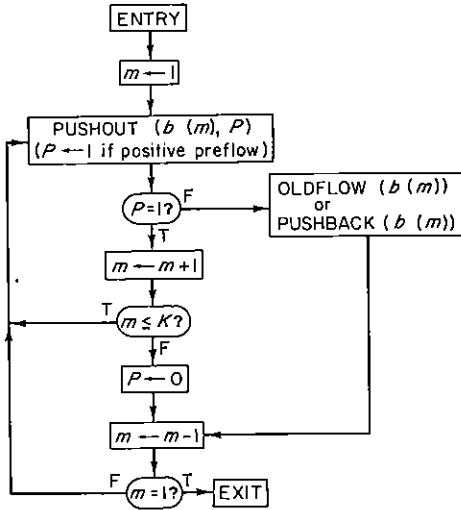 ENTRY
m ← 1
PUSHOUT (b (m), P)
(P ← 1 if positive preflow)
P=1?
F
OLDFLOW (b (m))
or
PUSHBACK (b (m))
T
m ← m+1
T
m ≤ K?
F
P ← 0
m ← m-1
F
m=1?
T
EXIT